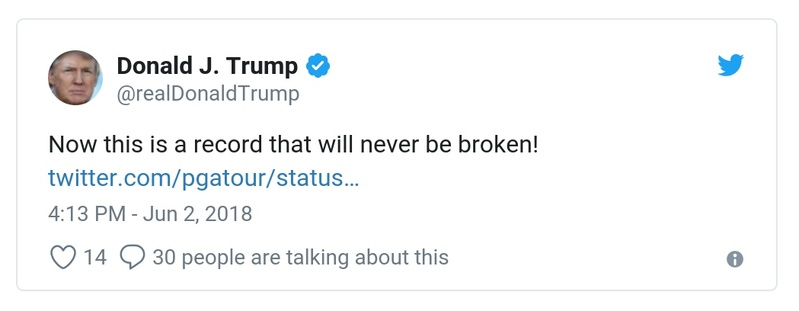 Donald J. Trump
@realDonaldTrump
Now this is a record that will never be broken!
twitter.com/pgatour/status…
4:13 PM - Jun 2, 2018
14 30 people are talking about this